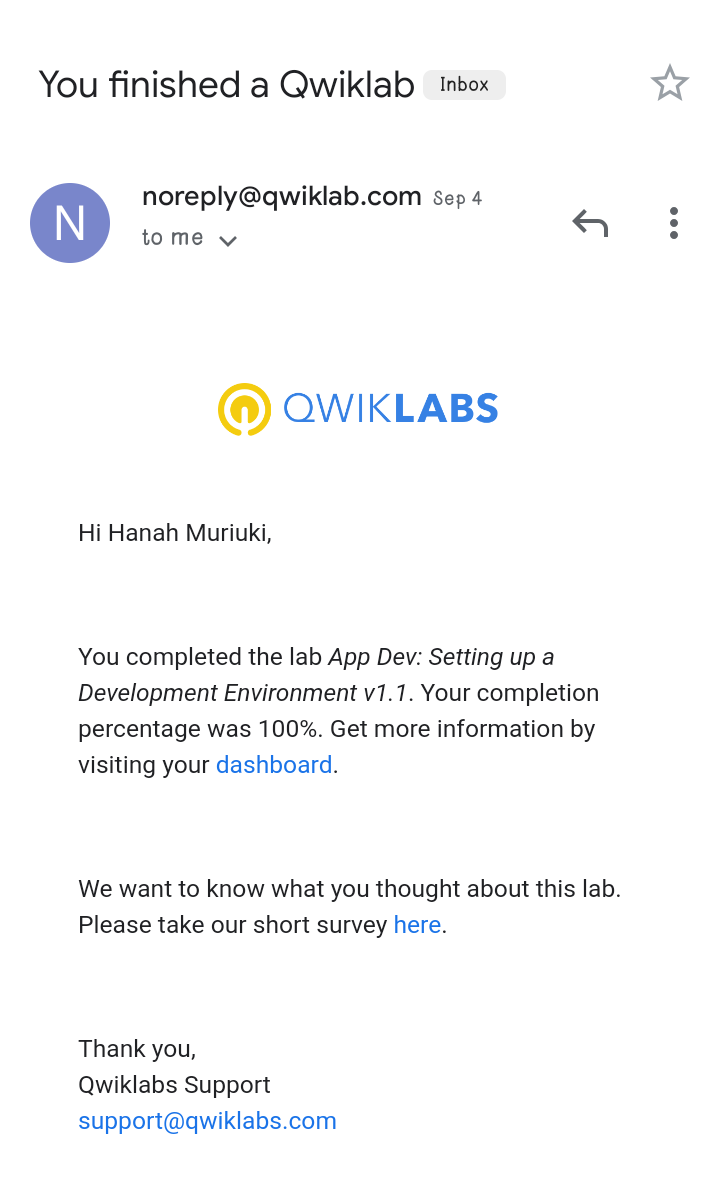 You finished a Qwiklab Inbox
N
noreply@qwiklab.com Sep 4
to me
QWIKLABS
Hi Hanah Muriuki,
You completed the lab App Dev: Setting up a
Development Environment v1.1. Your completion
percentage was 100%. Get more information by
visiting your dashboard.
We want to know what you thought about this lab.
Please take our short survey here.
Thank you,
Qwiklabs Support
support@qwiklabs.com